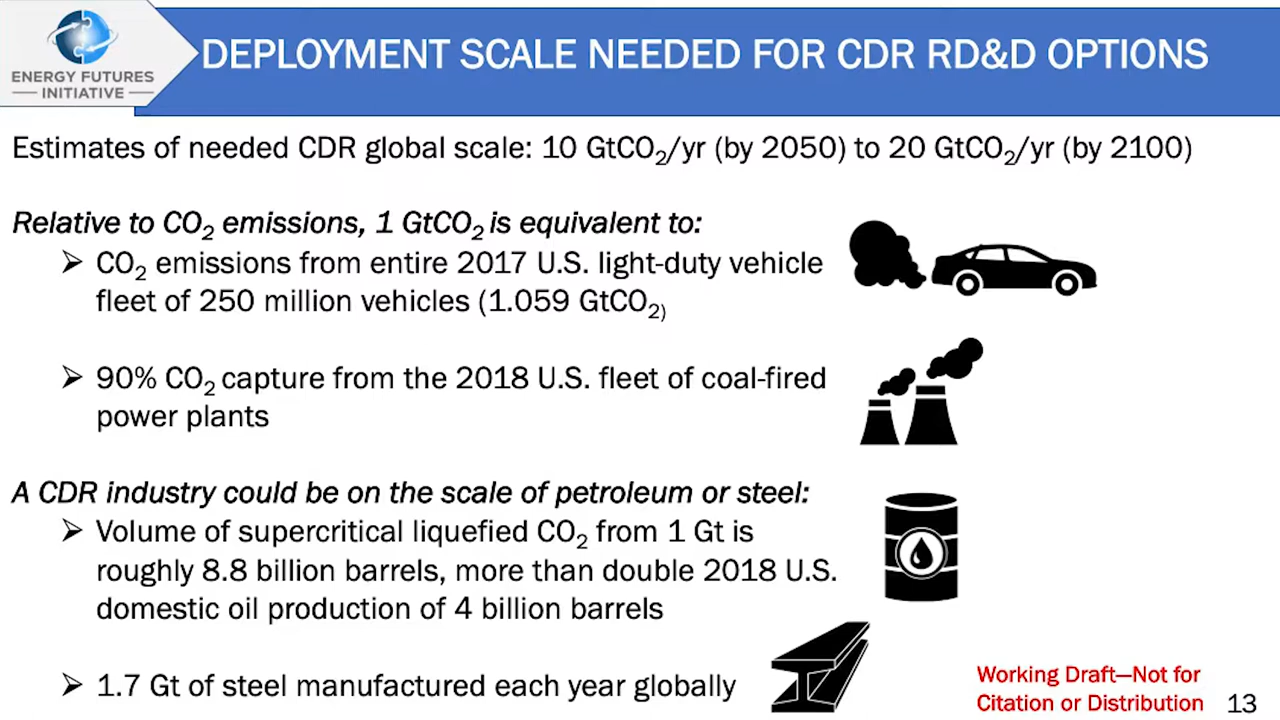 ENERGY FUTURES
INITIATIVE
DEPLOYMENT SCALE NEEDED FOR CDR RD&D OPTIONS
Estimates of needed CDR global scale: 10 GtCO₂/yr (by 2050) to 20 GtCO₂/yr (by 2100)
Relative to CO₂ emissions, 1 GtCO₂ is equivalent to:
➢ CO₂ emissions from entire 2017 U.S. light-duty vehicle
fleet of 250 million vehicles (1.059 GtCO₂₎
➢ 90% CO₂ capture from the 2018 U.S. fleet of coal-fired
power plants
A CDR industry could be on the scale of petroleum or steel:
➢ Volume of supercritical liquefied CO₂ from 1 Gt is
roughly 8.8 billion barrels, more than double 2018 U.S.
domestic oil production of 4 billion barrels
➢ 1.7 Gt of steel manufactured each year globally
Working Draft—Not for
Citation or Distribution
13